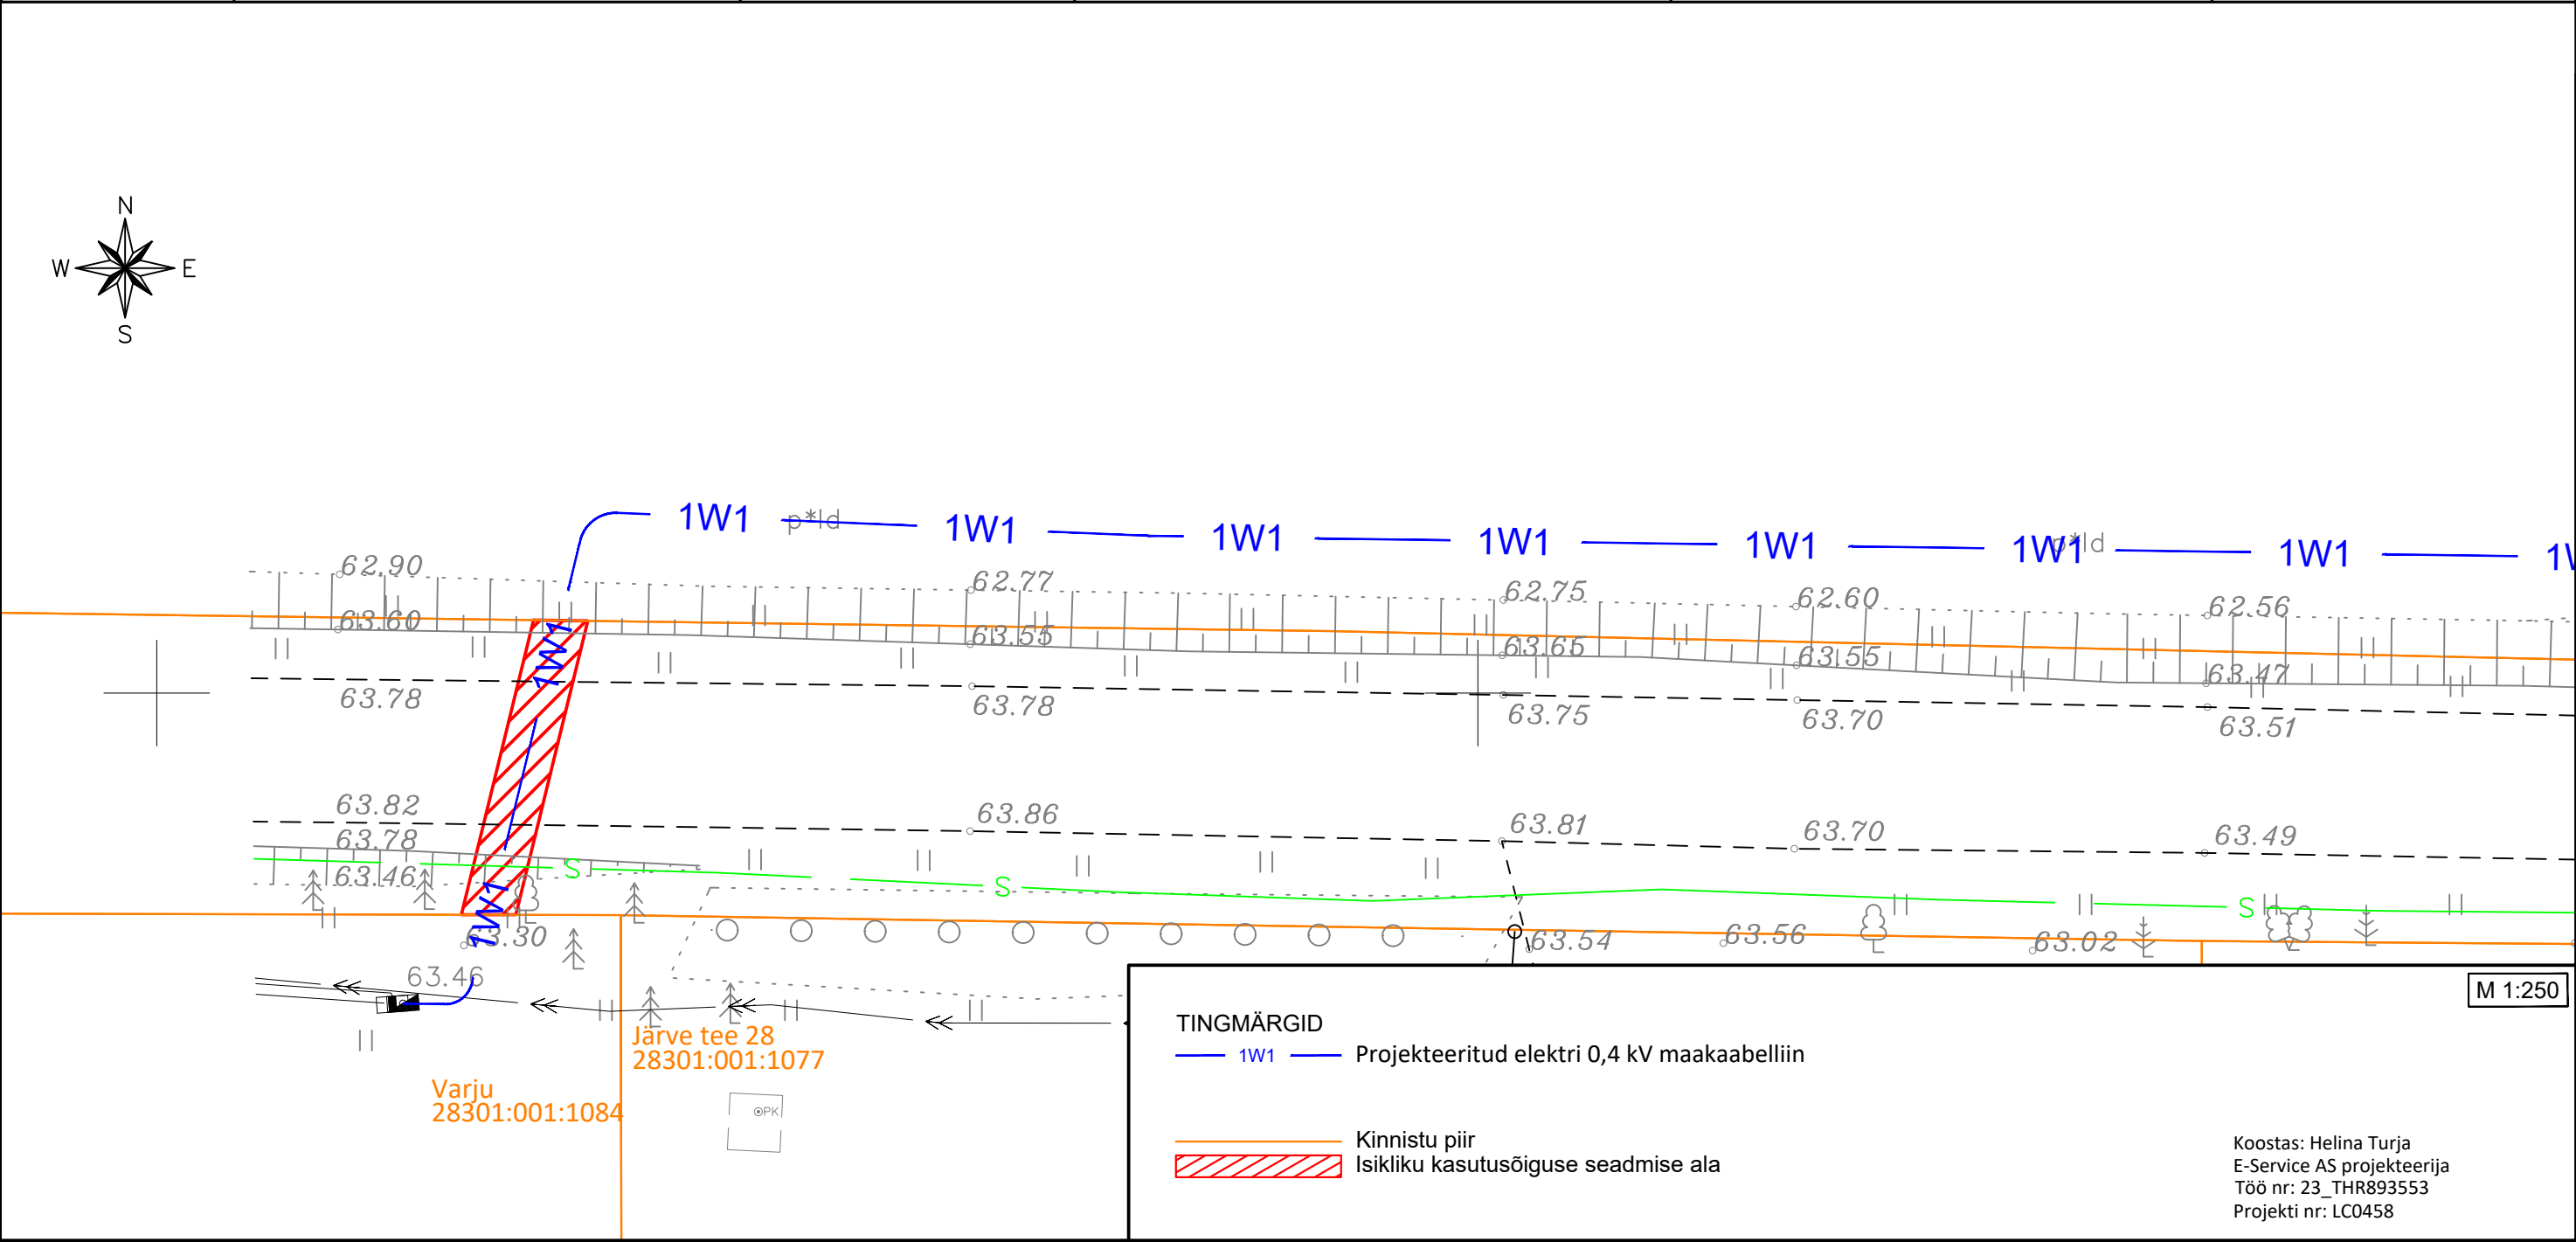 N
W E
S
1W1 p*ld 1W1 1W1 1W1 1W1 1W1 p*ld 1W1
62.90 62.77 62.75 62.60 62.56
63.60 1W1 63.55 63.65 63.55 63.47
63.78 63.78 63.75 63.70 63.51
63.82 63.86 63.81 63.70 63.49
63.78
63.46 S S S
1W1
63.30 63.54 63.56 63.02
63.46
Järve tee 28
28301:001:1077
Varju
28301:001:1084
PK
M 1:250
TINGMÄRGID
1W1 Projekteeritud elektri 0,4 kV maakaabelliin
Kinnistu piir
Isikliku kasutusõiguse seadmise ala
Koostas: Helina Turja
E-Service AS projekteerija
Töö nr: 23_THR893553
Projekti nr: LC0458